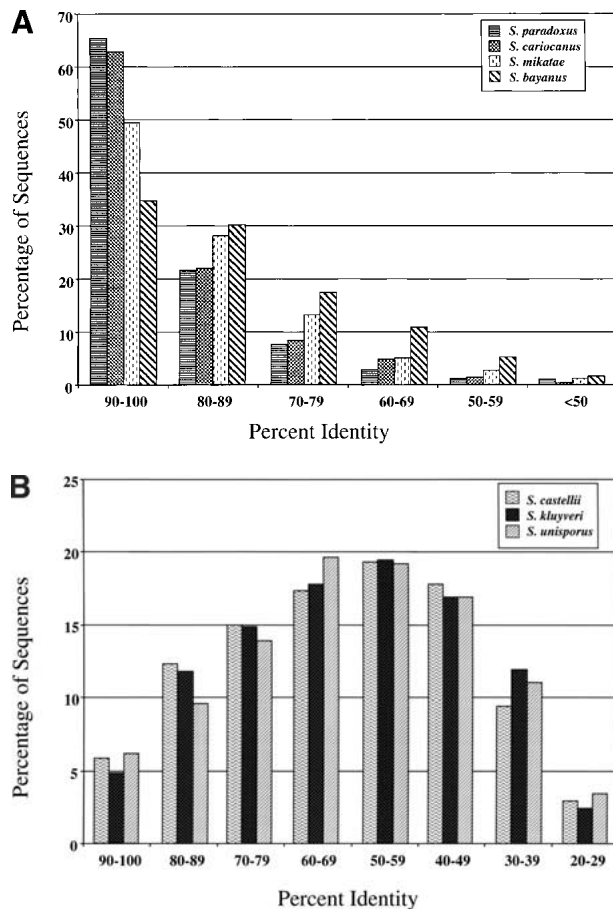 A
70
60
50
40
30
20
10
0
Percentage of Sequences
S. paradoxus
S. cariocanus
S. mikatae
S. bayanus
90-100 80-89 70-79 60-69 50-59 <50
Percent Identity
B
25
20
15
10
5
0
Percentage of Sequences
S. castellii
S. kluyveri
S. unisporus
90-100 80-89 70-79 60-69 50-59 40-49 30-39 20-29
Percent Identity